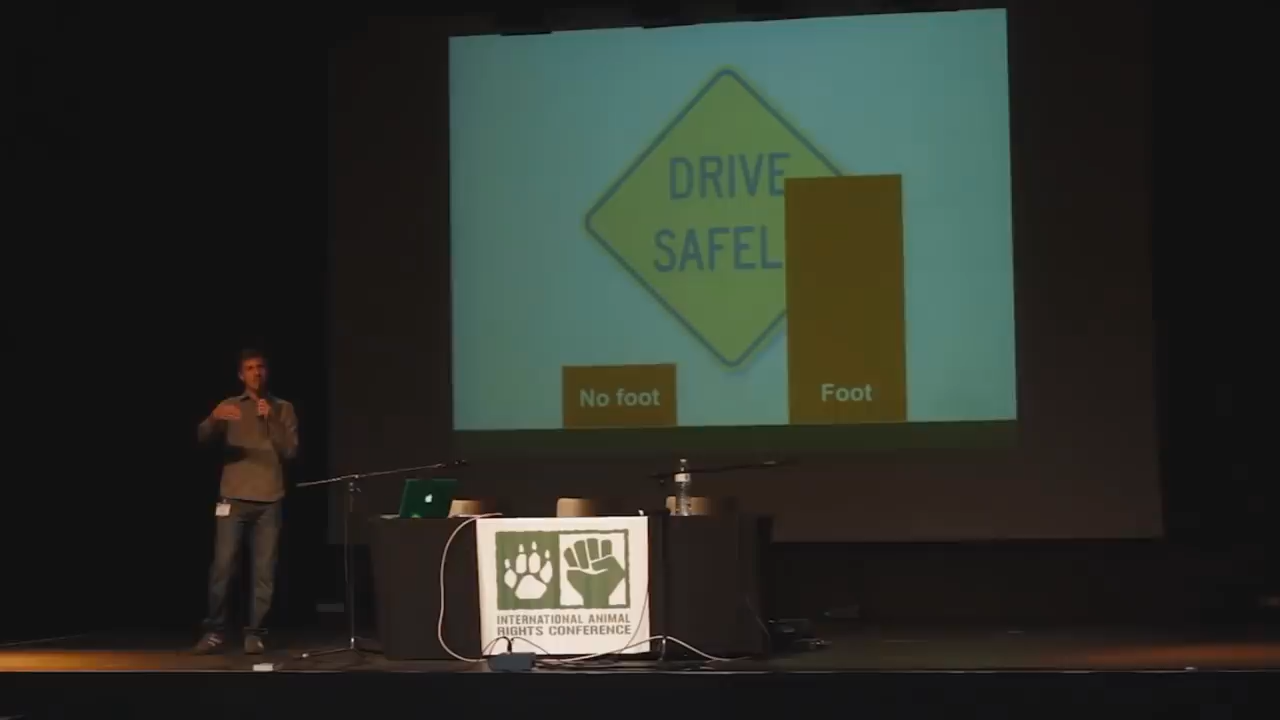 DRIVE
SAFEL
No foot
Foot
INTERNATIONAL ANIMAL
RIGHTS CONFERENCE